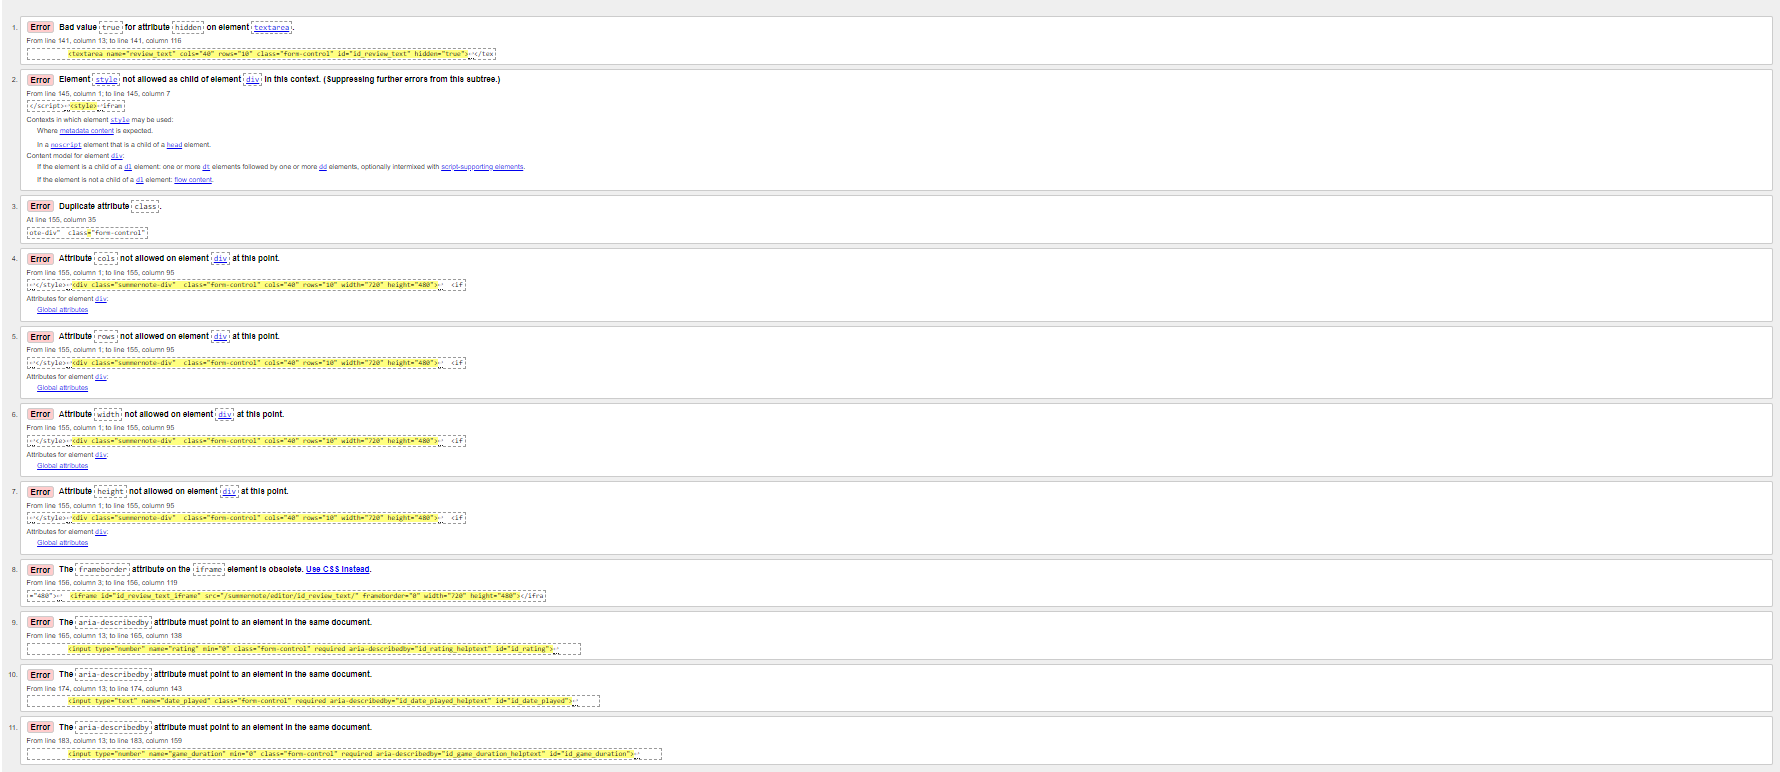 1. Error Bad value true for attribute hidden on element textarea.
From line 141, column 13; to line 141, column 116
<textarea name="review_text" cols="40" rows="10" class="form-control" id="id_review_text" hidden="true">↩</tex
2. Error Element style not allowed as child of element div in this context. (Suppressing further errors from this subtree.)
From line 145, column 1; to line 145, column 7
</script>↩<style>↩ifram
Contexts in which element style may be used:
Where metadata content is expected.
In a noscript element that is a child of a head element.
Content model for element div:
If the element is a child of a dl element: one or more dt elements followed by one or more dd elements, optionally intermixed with script-supporting elements.
If the element is not a child of a dl element: flow content.
3. Error Duplicate attribute class.
At line 155, column 35
ote-div"  class="form-control"
4. Error Attribute cols not allowed on element div at this point.
From line 155, column 1; to line 155, column 95
↩</style>↩<div class="summernote-div"  class="form-control" cols="40" rows="10" width="720" height="480">↩  <if
Attributes for element div:
Global attributes
5. Error Attribute rows not allowed on element div at this point.
From line 155, column 1; to line 155, column 95
↩</style>↩<div class="summernote-div"  class="form-control" cols="40" rows="10" width="720" height="480">↩  <if
Attributes for element div:
Global attributes
6. Error Attribute width not allowed on element div at this point.
From line 155, column 1; to line 155, column 95
↩</style>↩<div class="summernote-div"  class="form-control" cols="40" rows="10" width="720" height="480">↩  <if
Attributes for element div:
Global attributes
7. Error Attribute height not allowed on element div at this point.
From line 155, column 1; to line 155, column 95
↩</style>↩<div class="summernote-div"  class="form-control" cols="40" rows="10" width="720" height="480">↩  <if
Attributes for element div:
Global attributes
8. Error The frameborder attribute on the iframe element is obsolete. Use CSS instead.
From line 156, column 3; to line 156, column 119
="480">↩  <iframe id="id_review_text_iframe" src="/summernote/editor/id_review_text/" frameborder="0" width="720" height="480"></ifra
9. Error The aria-describedby attribute must point to an element in the same document.
From line 165, column 13; to line 165, column 138
<input type="number" name="rating" min="0" class="form-control" required aria-describedby="id_rating_helptext" id="id_rating">↩
10. Error The aria-describedby attribute must point to an element in the same document.
From line 174, column 13; to line 174, column 143
<input type="text" name="date_played" class="form-control" required aria-describedby="id_date_played_helptext" id="id_date_played">↩
11. Error The aria-describedby attribute must point to an element in the same document.
From line 183, column 13; to line 183, column 159
<input type="number" name="game_duration" min="0" class="form-control" required aria-describedby="id_game_duration_helptext" id="id_game_duration">↩